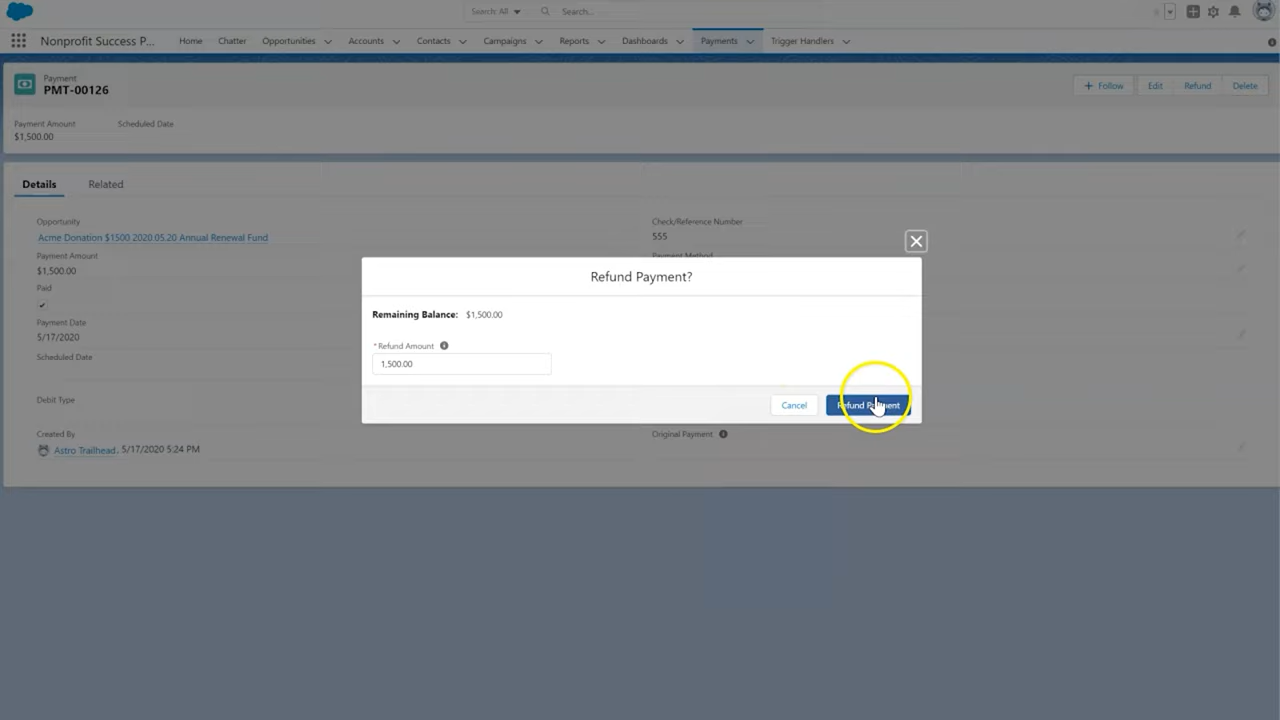 Search: All
Search...
Nonprofit Success P...
Home
Chatter
Opportunities
Accounts
Contacts
Campaigns
Reports
Dashboards
Payments
Trigger Handlers
Payment
PMT-00126
+ Follow
Edit
Refund
Delete
Payment Amount
Scheduled Date
$1,500.00
Details
Related
Opportunity
Acme Donation $1500 2020.05.20 Annual Renewal Fund
Payment Amount
$1,500.00
Paid
Payment Date
5/17/2020
Scheduled Date
Debit Type
Created By
Astro Trailhead, 5/17/2020 5:24 PM
Check/Reference Number
555
Payment Method
Original Payment
Refund Payment?
Remaining Balance: $1,500.00
*Refund Amount
1,500.00
Cancel
Refund Payment